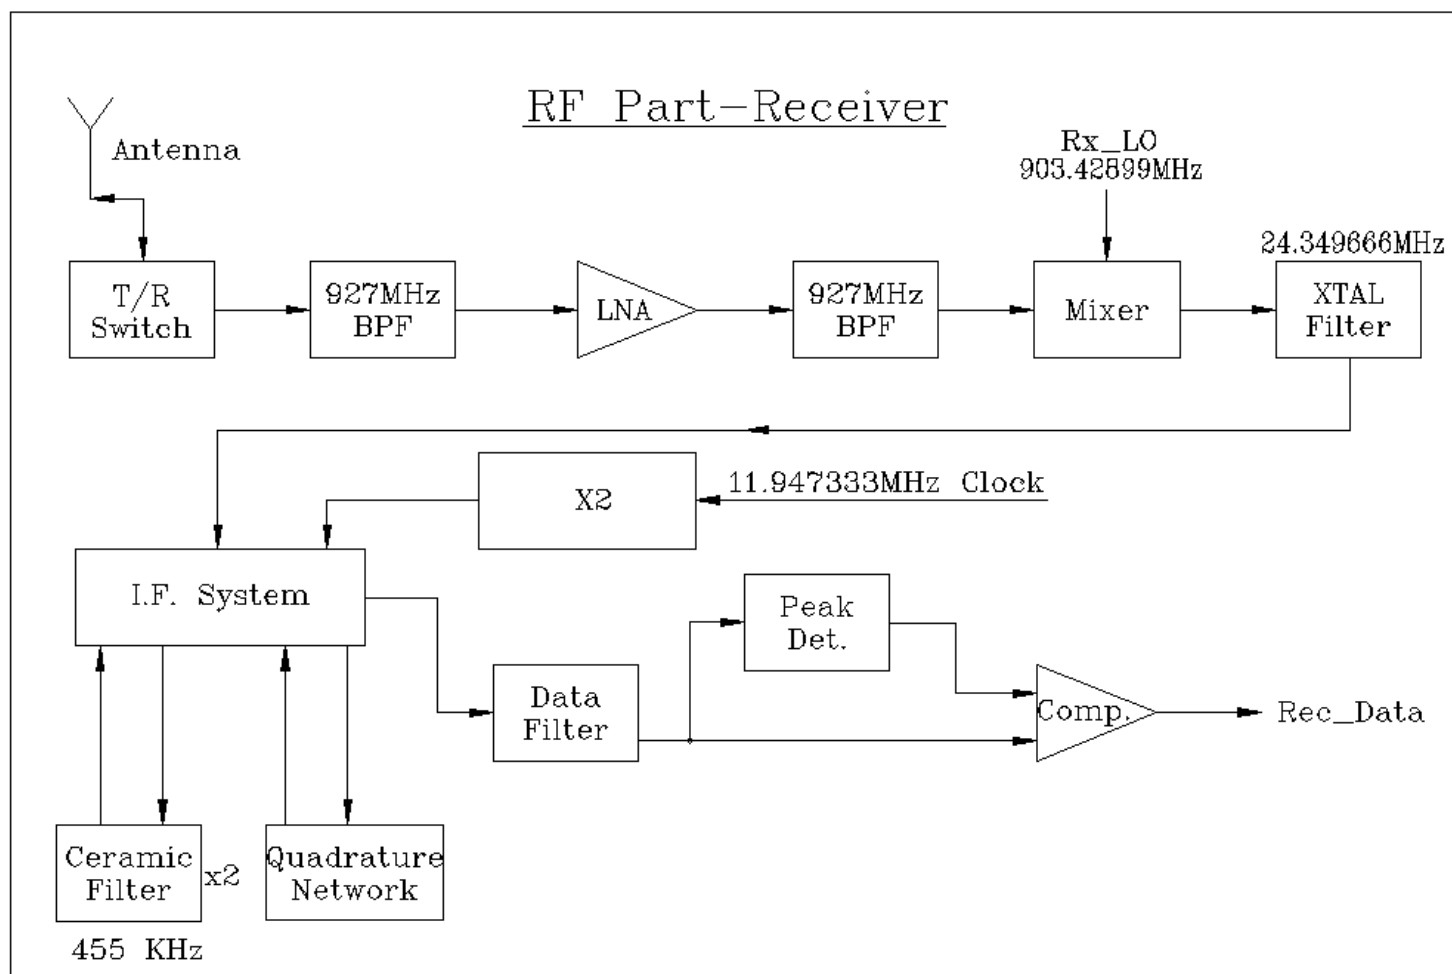 RF Part-Receiver
Antenna
Rx_LO
903.42899MHz
24.349666MHz
T/R
Switch
927MHz
BPF
LNA
927MHz
BPF
Mixer
XTAL
Filter
X2
11.947333MHz Clock
I.F. System
Peak
Det.
Data
Filter
Comp.
Rec_Data
Ceramic
Filter
x2
Quadrature
Network
455 KHz